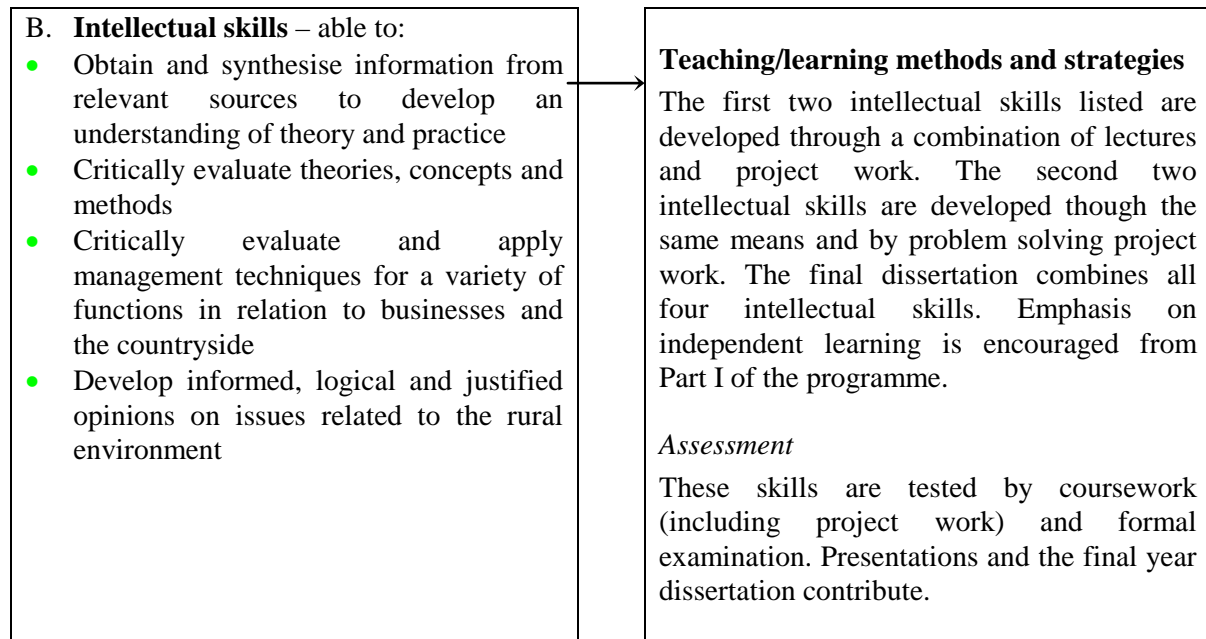 B. Intellectual skills – able to:
• Obtain and synthesise information from
relevant sources to develop an
understanding of theory and practice
• Critically evaluate theories, concepts and
methods
• Critically evaluate and apply
management techniques for a variety of
functions in relation to businesses and
the countryside
• Develop informed, logical and justified
opinions on issues related to the rural
environment
Teaching/learning methods and strategies
The first two intellectual skills listed are
developed through a combination of lectures
and project work. The second two
intellectual skills are developed though the
same means and by problem solving project
work. The final dissertation combines all
four intellectual skills. Emphasis on
independent learning is encouraged from
Part I of the programme.
Assessment
These skills are tested by coursework
(including project work) and formal
examination. Presentations and the final year
dissertation contribute.